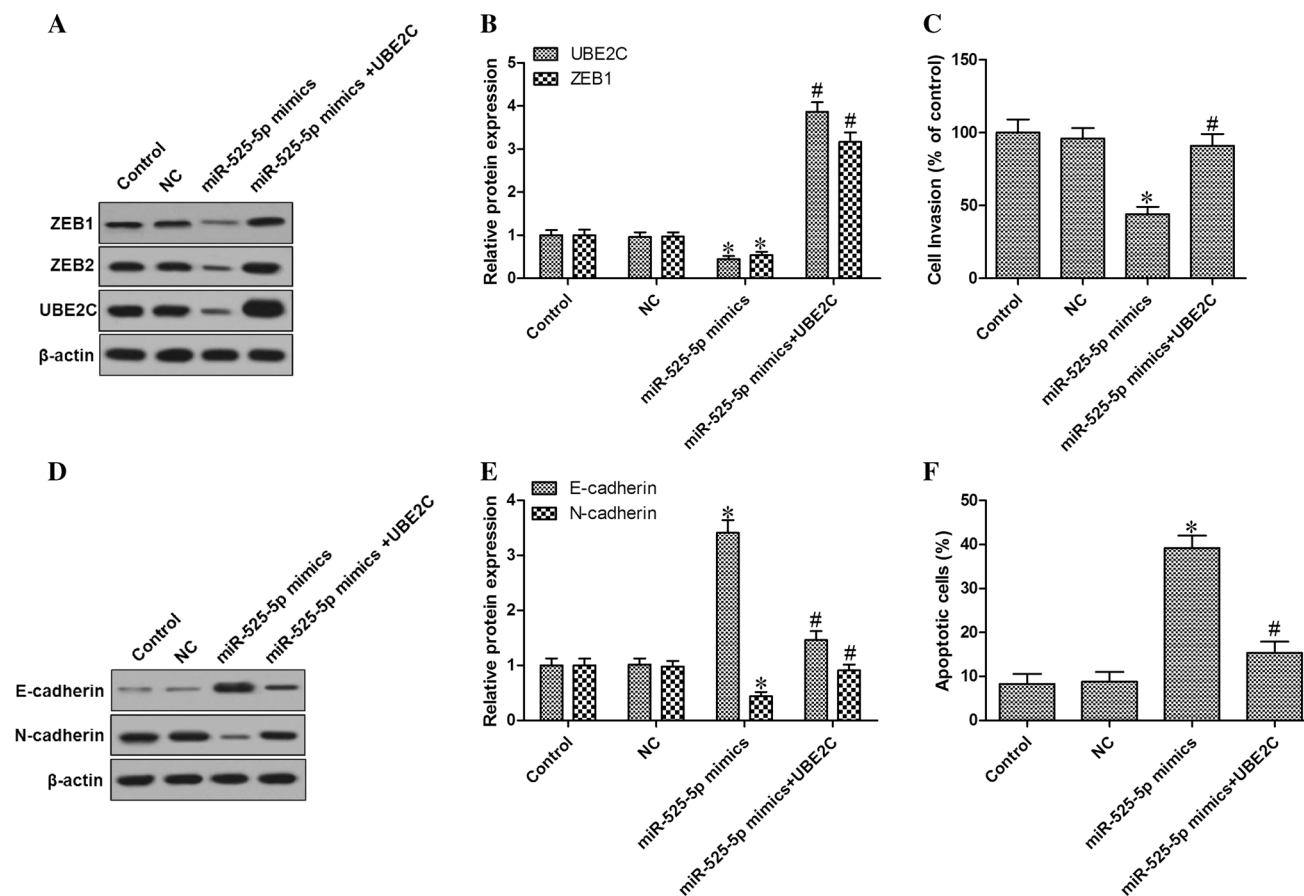 A
Control
NC
miR-525-5p mimics
miR-525-5p mimics +UBE2C
ZEB1
ZEB2
UBE2C
β-actin
B
UBE2C
ZEB1
Relative protein expression
5
4
3
2
1
0
* *
# #
Control
NC
miR-525-5p mimics
miR-525-5p mimics+UBE2C
C
Cell Invasion (% of control)
150
100
50
0
*
#
Control
NC
miR-525-5p mimics
miR-525-5p mimics+UBE2C
D
Control
NC
miR-525-5p mimics
miR-525-5p mimics +UBE2C
E-cadherin
N-cadherin
β-actin
E
E-cadherin
N-cadherin
Relative protein expression
4
3
2
1
0
* *
# #
Control
NC
miR-525-5p mimics
miR-525-5p mimics+UBE2C
F
Apoptotic cells (%)
50
40
30
20
10
0
*
#
Control
NC
miR-525-5p mimics
miR-525-5p mimics+UBE2C